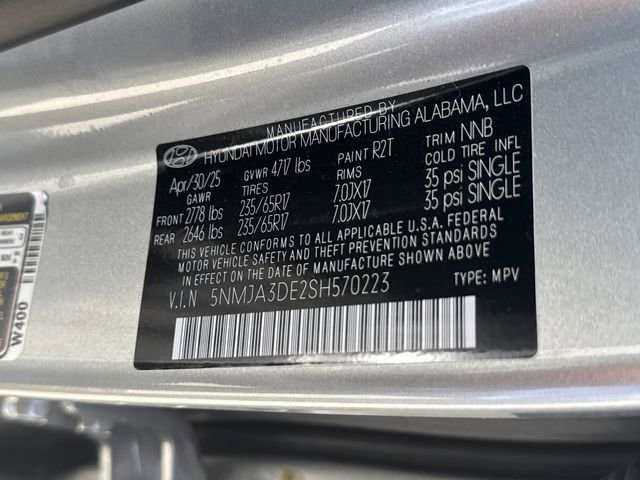 MANUFACTURED BY
HYUNDAI MOTOR MANUFACTURING ALABAMA, LLC
Apr/30/25 GVWR 4717 lbs PAINT R2T TRIM NNB
GAWR TIRES RIMS COLD TIRE INFL
FRONT 2778 lbs 235/65R17 7.0JX17 35 psi SINGLE
REAR 2646 lbs 235/65R17 7.0JX17 35 psi SINGLE
THIS VEHICLE CONFORMS TO ALL APPLICABLE U.S.A. FEDERAL
MOTOR VEHICLE SAFETY AND THEFT PREVENTION STANDARDS
IN EFFECT ON THE DATE OF MANUFACTURE SHOWN ABOVE
V.I.N 5NMJA3DE2SH570223 TYPE: MPV
W400